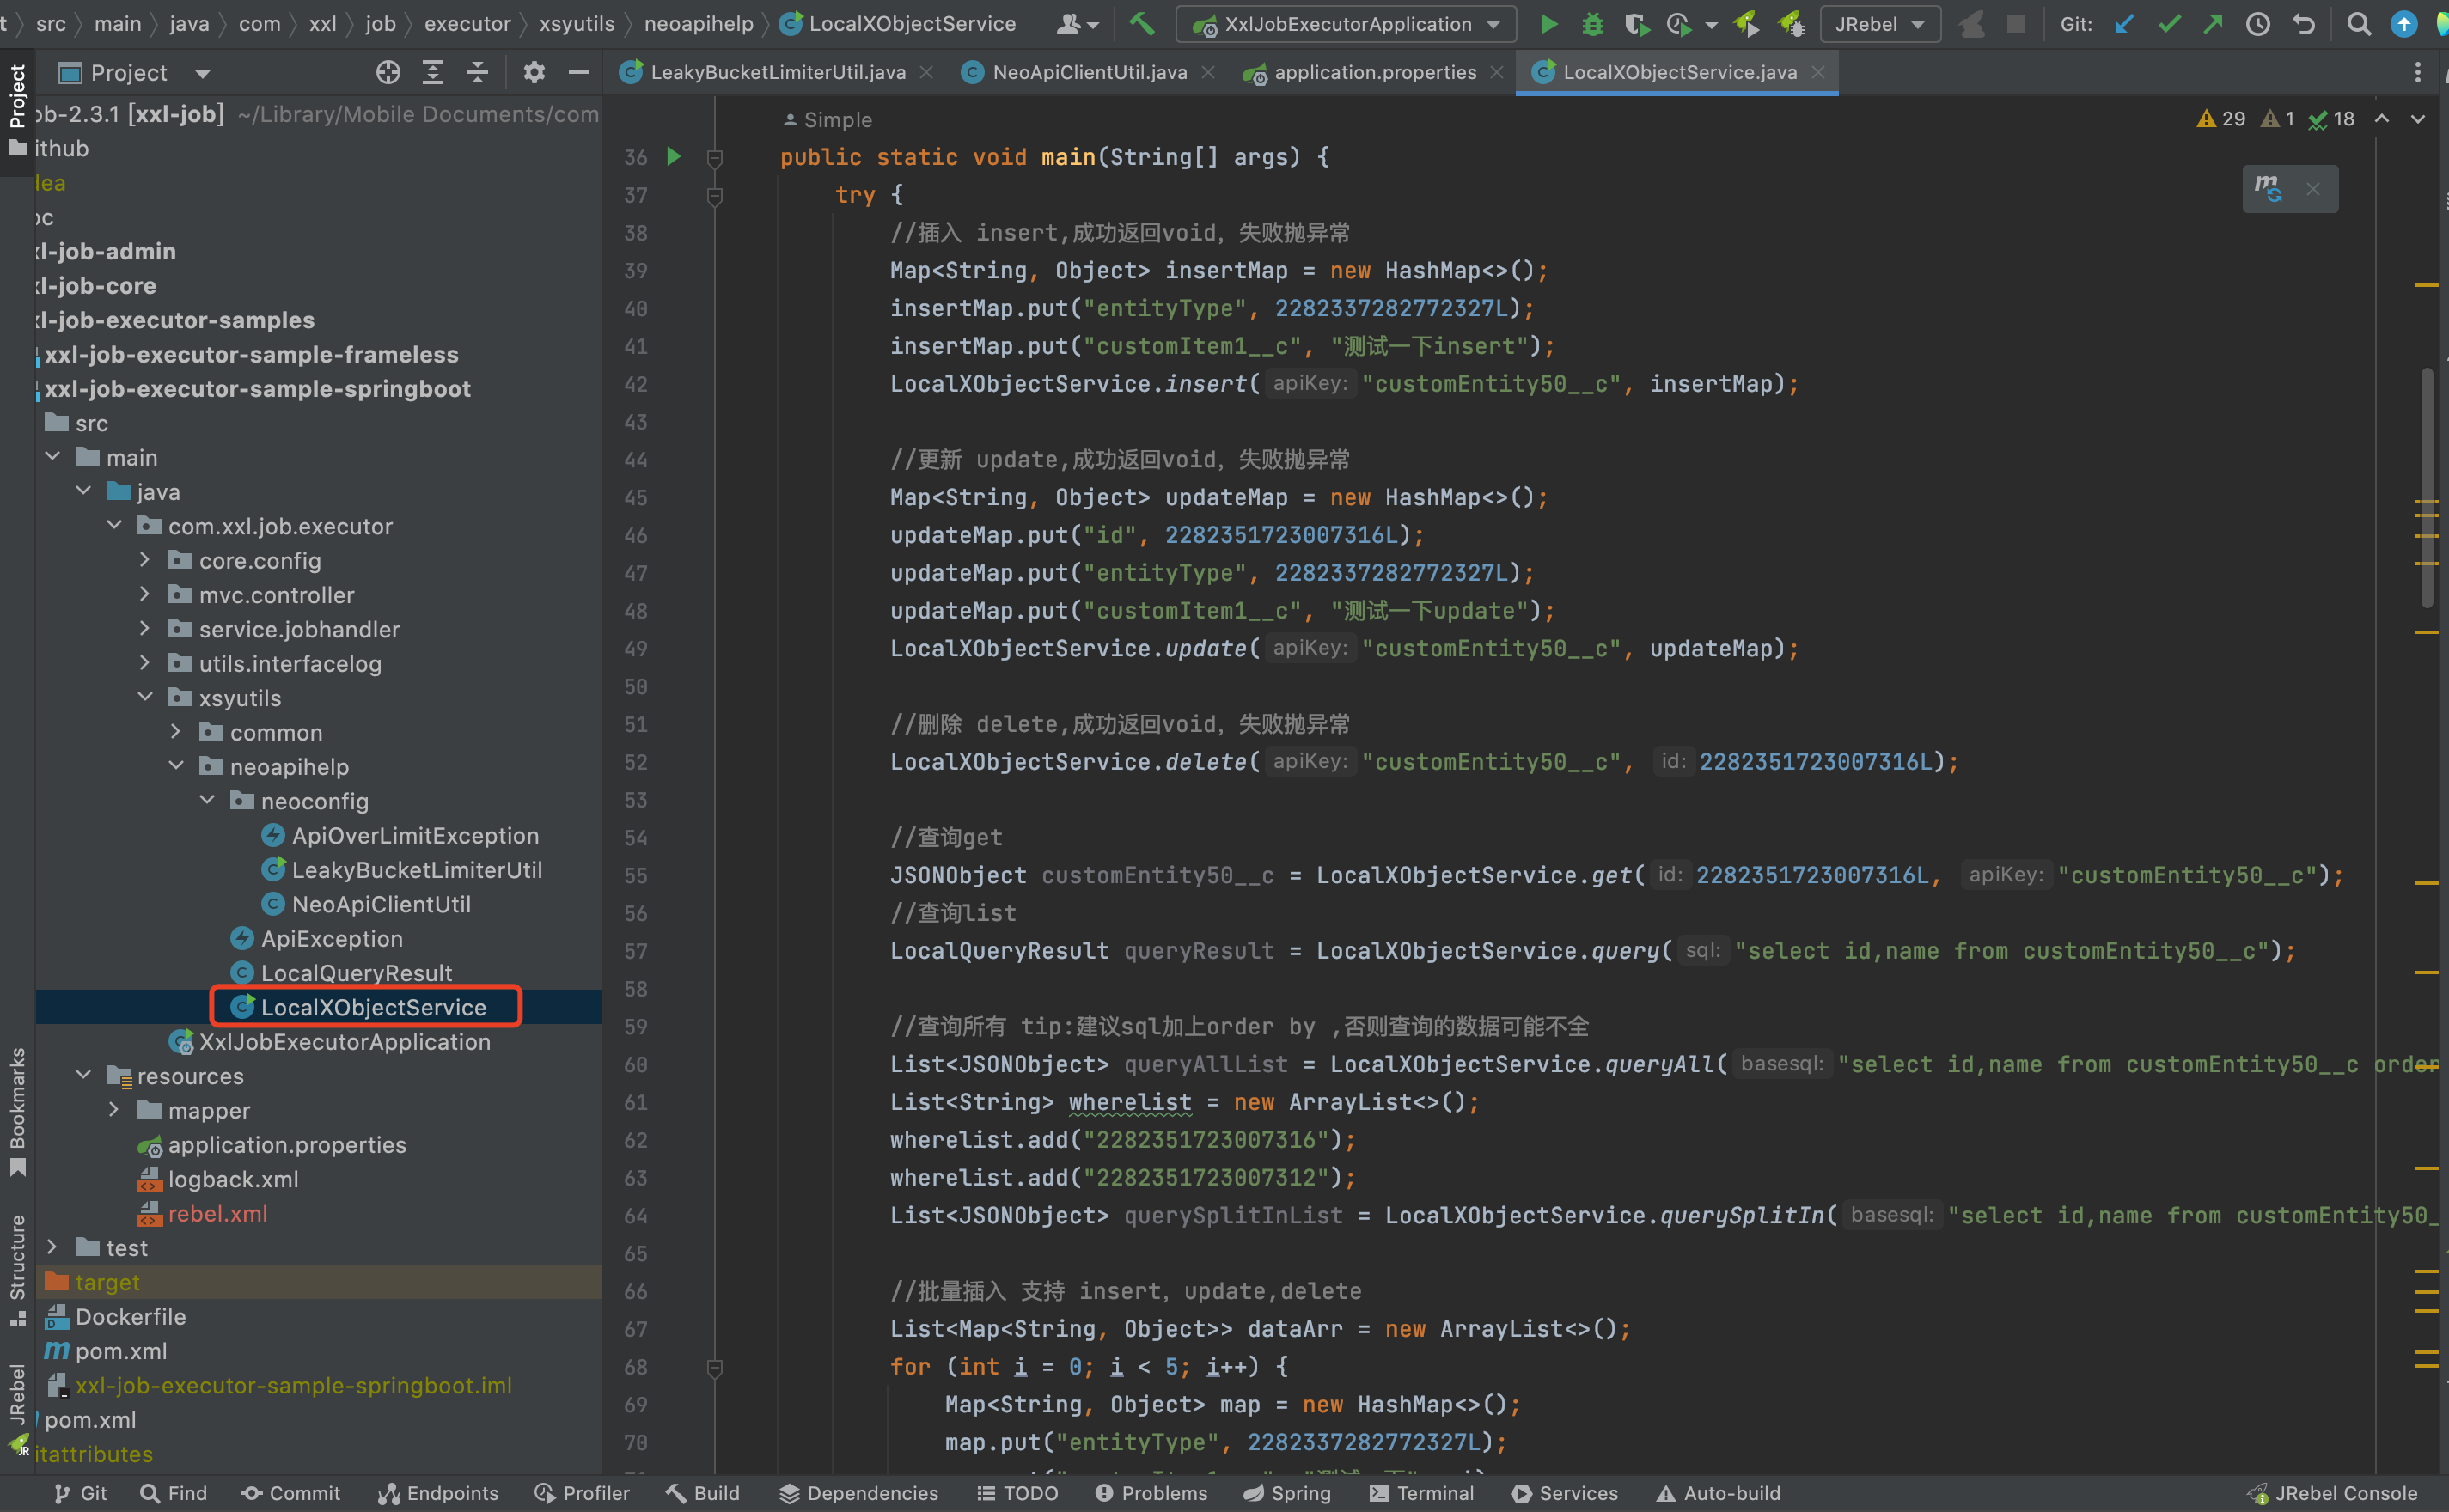 src main java com xxl job executor xsyutils neoapihelp LocalXObjectService XxlJobExecutorApplication JRebel Git:
Project
LeakyBucketLimiterUtil.java NeoApiClientUtil.java application.properties LocalXObjectService.java
Project
ob-2.3.1 [xxl-job] ~/Library/Mobile Documents/com
ithub
dea
oc
xl-job-admin
xl-job-core
xl-job-executor-samples
xxl-job-executor-sample-frameless
xxl-job-executor-sample-springboot
src
main
java
com.xxl.job.executor
core.config
mvc.controller
service.jobhandler
utils.interfacelog
xsyutils
common
neoapihelp
neoconfig
ApiOverLimitException
LeakyBucketLimiterUtil
NeoApiClientUtil
ApiException
LocalQueryResult
LocalXObjectService
XxlJobExecutorApplication
resources
mapper
application.properties
logback.xml
rebel.xml
test
target
Dockerfile
pom.xml
xxl-job-executor-sample-springboot.iml
pom.xml
itattributes
Bookmarks
Structure
JRebel
Simple
29 1 18
36 public static void main(String[] args) {
37 try {
38 //插入 insert,成功返回void，失败抛异常
39 Map<String, Object> insertMap = new HashMap<>();
40 insertMap.put("entityType", 2282337282772327L);
41 insertMap.put("customItem1__c", "测试一下insert");
42 LocalXObjectService.insert( apiKey: "customEntity50__c", insertMap);
43
44 //更新 update,成功返回void，失败抛异常
45 Map<String, Object> updateMap = new HashMap<>();
46 updateMap.put("id", 2282351723007316L);
47 updateMap.put("entityType", 2282337282772327L);
48 updateMap.put("customItem1__c", "测试一下update");
49 LocalXObjectService.update( apiKey: "customEntity50__c", updateMap);
50
51 //删除 delete,成功返回void，失败抛异常
52 LocalXObjectService.delete( apiKey: "customEntity50__c", id: 2282351723007316L);
53
54 //查询get
55 JSONObject customEntity50__c = LocalXObjectService.get( id: 2282351723007316L, apiKey: "customEntity50__c");
56 //查询list
57 LocalQueryResult queryResult = LocalXObjectService.query( sql: "select id,name from customEntity50__c");
58
59 //查询所有 tip:建议sql加上order by ,否则查询的数据可能不全
60 List<JSONObject> queryAllList = LocalXObjectService.queryAll( basesql: "select id,name from customEntity50__c order
61 List<String> wherelist = new ArrayList<>();
62 wherelist.add("2282351723007316");
63 wherelist.add("2282351723007312");
64 List<JSONObject> querySplitInList = LocalXObjectService.querySplitIn( basesql: "select id,name from customEntity50_
65
66 //批量插入 支持 insert，update,delete
67 List<Map<String, Object>> dataArr = new ArrayList<>();
68 for (int i = 0; i < 5; i++) {
69 Map<String, Object> map = new HashMap<>();
70 map.put("entityType", 2282337282772327L);
Git Find Commit Endpoints Profiler Build Dependencies TODO Problems Spring Terminal Services Auto-build JRebel Console